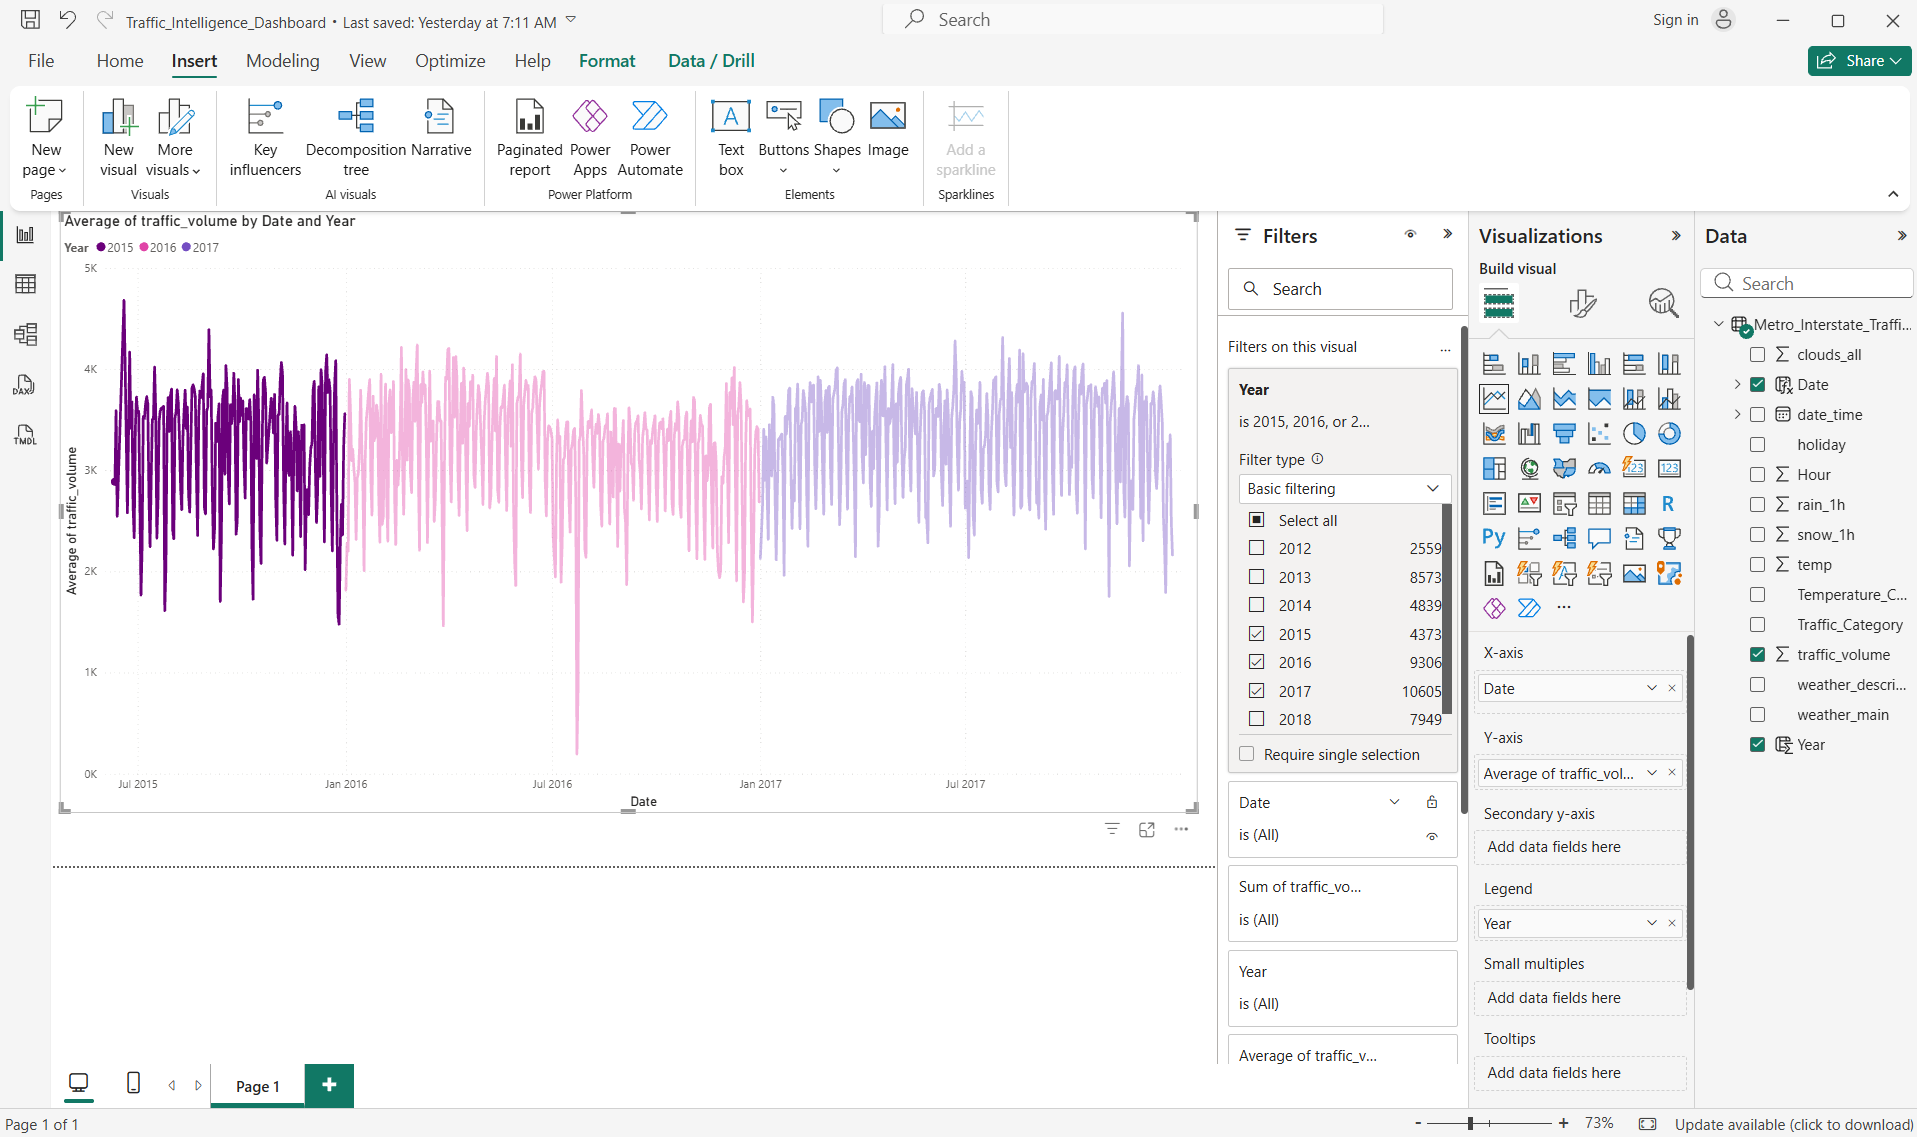 Traffic_Intelligence_Dashboard • Last saved: Yesterday at 7:11 AM
Search
Sign in
File
Home
Insert
Modeling
View
Optimize
Help
Format
Data / Drill
Share
New
page
Pages
New
visual
More
visuals
Visuals
Key
influencers
Decomposition
tree
Narrative
AI visuals
Paginated
report
Power
Apps
Power
Automate
Power Platform
Text
box
Buttons
Shapes
Image
Elements
Add a
sparkline
Sparklines
Average of traffic_volume by Date and Year
Year 2015 2016 2017
5K
4K
3K
2K
1K
0K
Average of traffic_volume
Jul 2015
Jan 2016
Jul 2016
Jan 2017
Jul 2017
Date
DAX
TMDL
Filters
Search
Filters on this visual
...
Year
is 2015, 2016, or 2...
Filter type
Basic filtering
Select all
2012 2559
2013 8573
2014 4839
2015 4373
2016 9306
2017 10605
2018 7949
Require single selection
Date
is (All)
Sum of traffic_vo...
is (All)
Year
is (All)
Average of traffic_v...
Visualizations
Build visual
123
123
R
Py
X-axis
Date
Y-axis
Average of traffic_vol...
Secondary y-axis
Add data fields here
Legend
Year
Small multiples
Add data fields here
Tooltips
Add data fields here
Data
Search
Metro_Interstate_Traffi...
clouds_all
Date
date_time
holiday
Hour
rain_1h
snow_1h
temp
Temperature_C...
Traffic_Category
traffic_volume
weather_descri...
weather_main
Year
Page 1
Page 1 of 1
- + 73%
Update available (click to download)